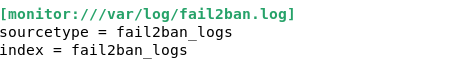 [monitor:///var/log/fail2ban.log]
sourcetype = fail2ban_logs
index = fail2ban_logs